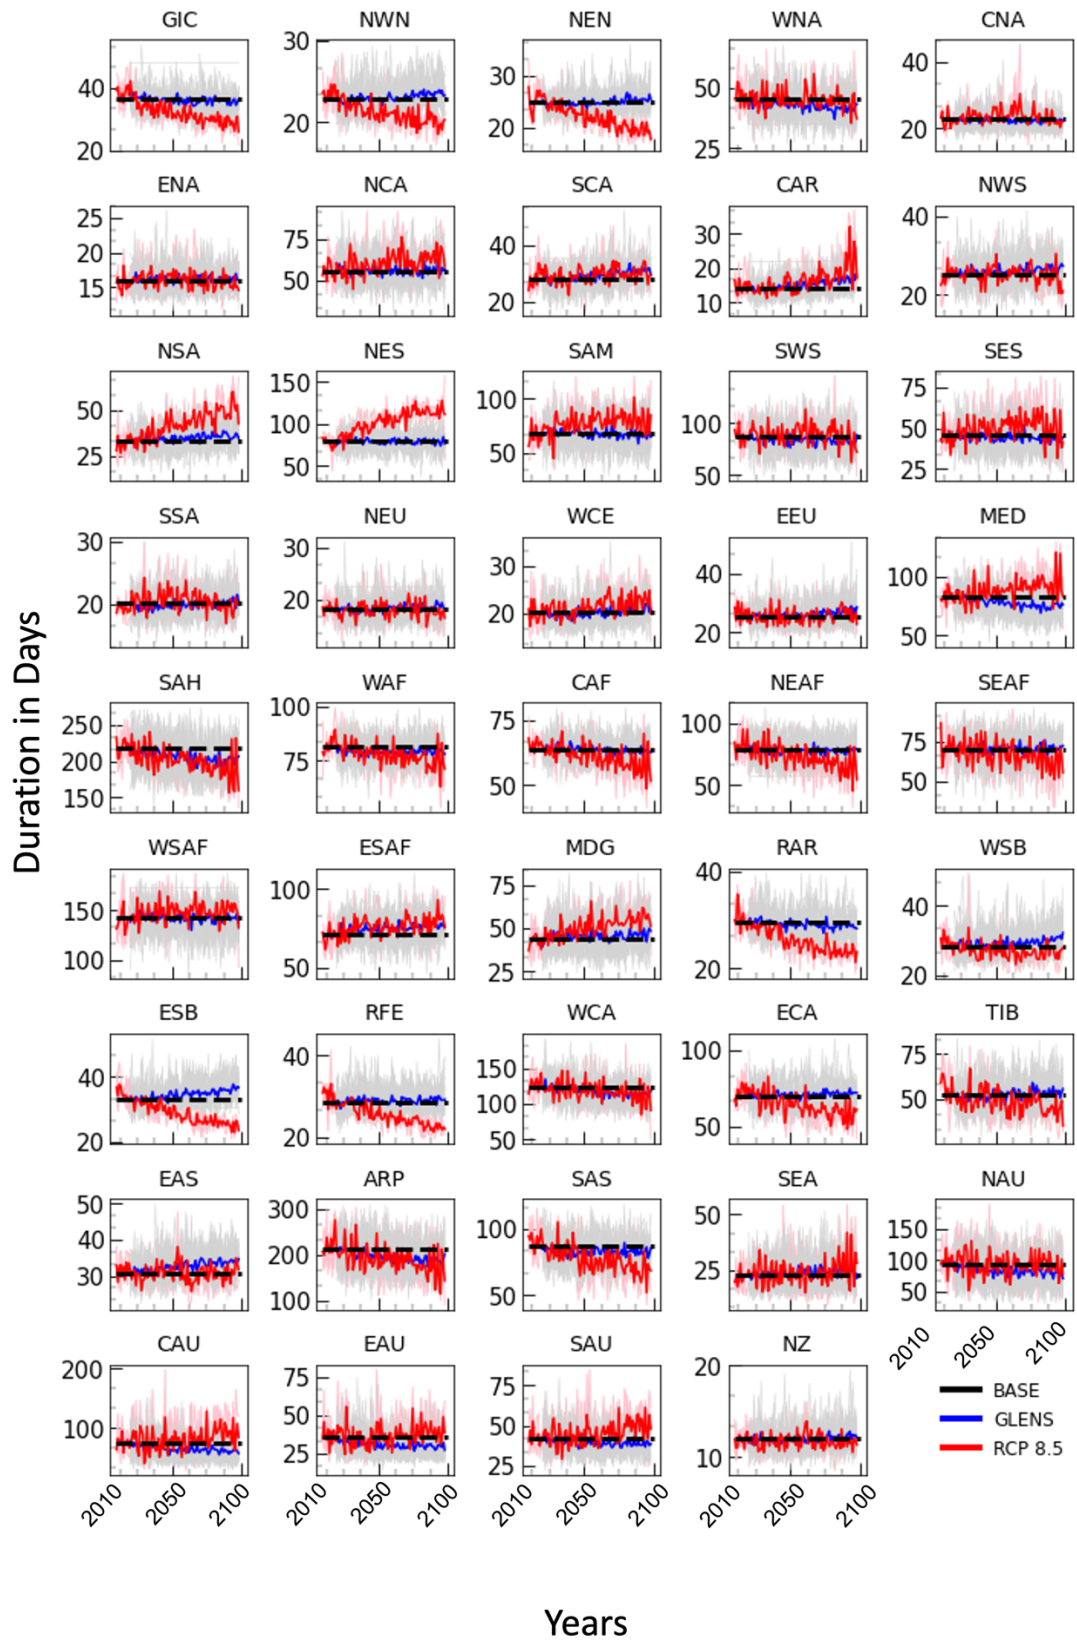 GIC NWN NEN WNA CNA
40 20 30 20 30 20 50 25 40 20
ENA NCA SCA CAR NWS
25 20 15 75 50 40 20 30 20 10 40 20
NSA NES SAM SWS SES
50 25 150 100 50 100 50 100 50 75 50 25
SSA NEU WCE EEU MED
30 20 30 20 30 20 40 20 100 50
Duration in Days
SAH WAF CAF NEAF SEAF
250 200 150 100 75 75 50 100 50 75 50
WSAF ESAF MDG RAR WSB
150 100 100 50 75 50 25 40 20 40 20
ESB RFE WCA ECA TIB
40 20 40 20 150 100 50 100 50 75 50
EAS ARP SAS SEA NAU
50 40 30 300 200 100 100 50 50 25 150 100 50
2010 2050 2100
CAU EAU SAU NZ
200 100 75 50 25 75 50 25 20 10
BASE
GLENS
RCP 8.5
2010 2050 2100 2010 2050 2100 2010 2050 2100 2010 2050 2100
Years